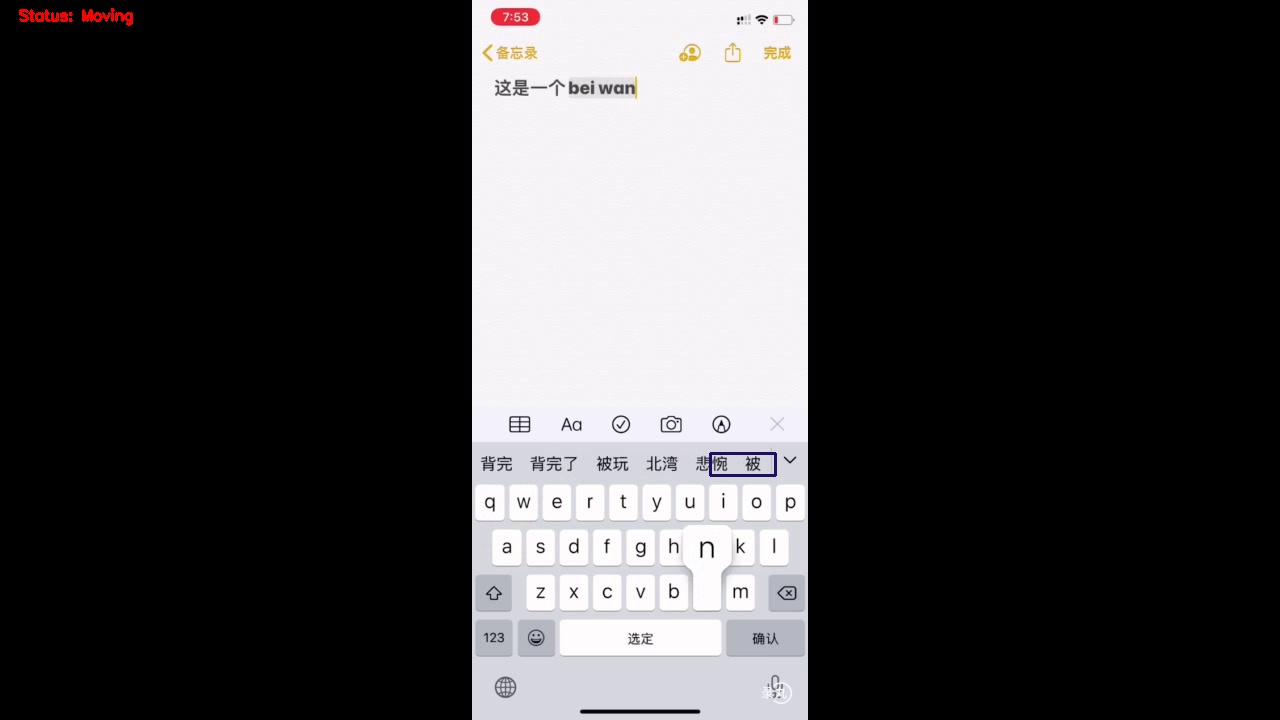 Status: Moving
7:53
备忘录 完成
这是一个bei wan
Aa
背完 背完了 被玩 北湾 悲惋 被
q w e r t y u i o p
a s d f g h n k l
z x c v b m
123 选定 确认